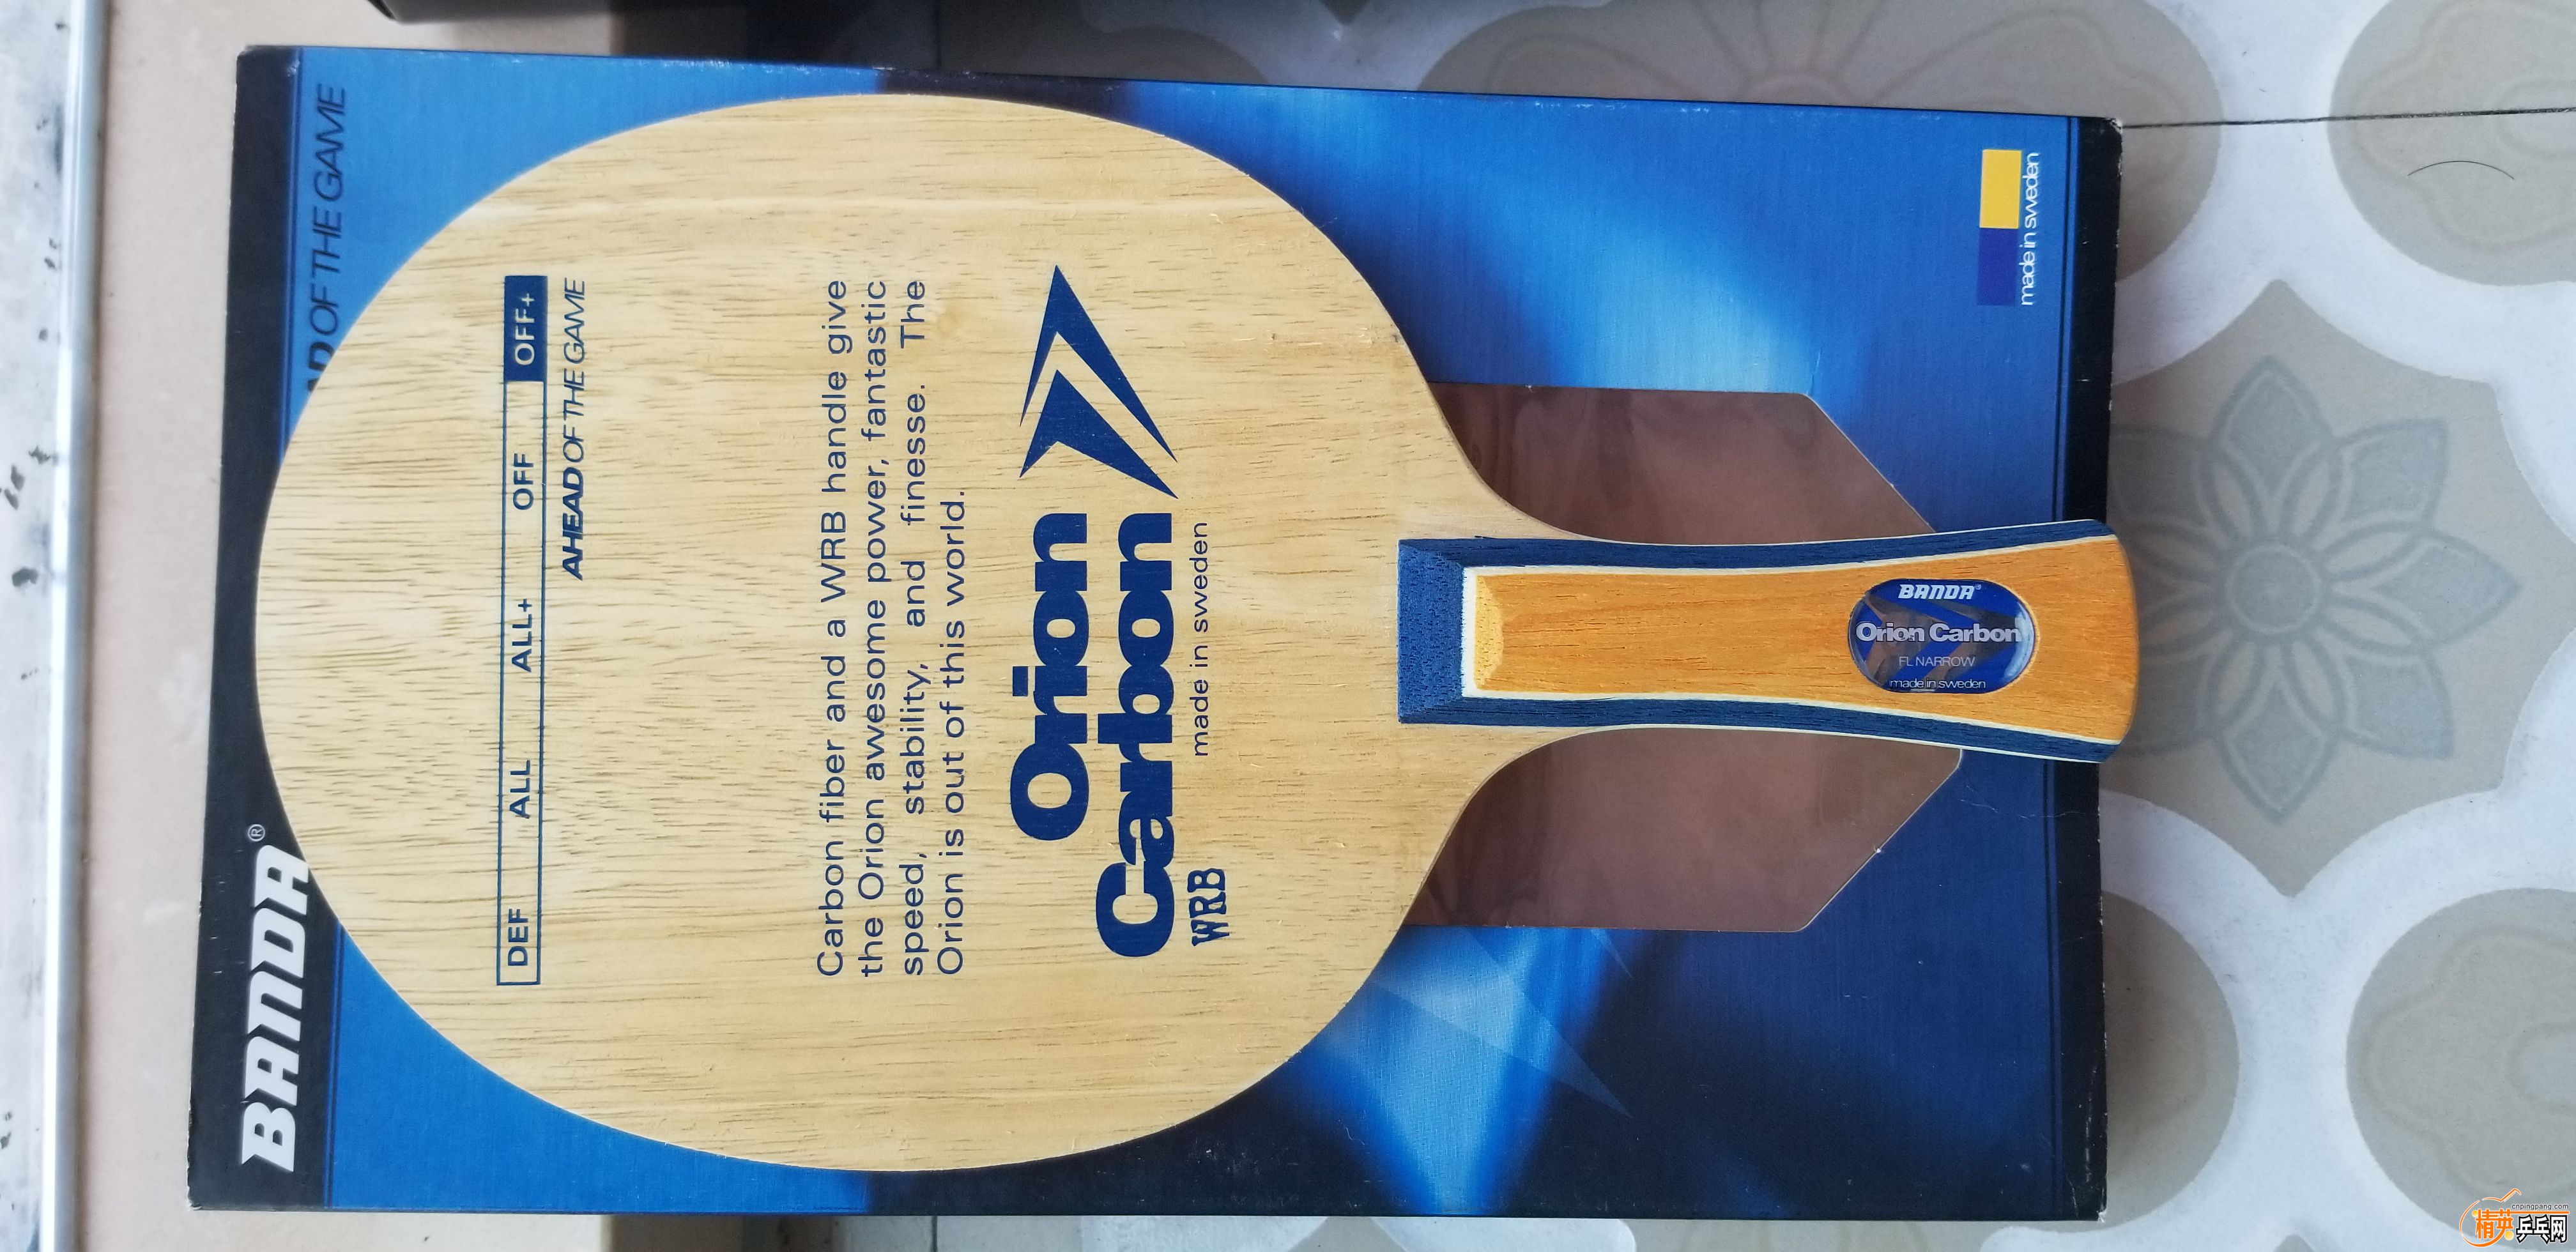 BANDA®
AD OF THE GAME
DEF ALL ALL+ OFF OFF+
AHEAD OF THE GAME
Carbon fiber and a WRB handle give
the Orion awesome power, fantastic
speed, stability, and finesse. The
Orion is out of this world.
Orion
Carbon
WRB
made in sweden
BANDA®
Orion Carbon
FL NARROW
made in sweden
made in sweden
cnpingpang.com
精英乒乓网